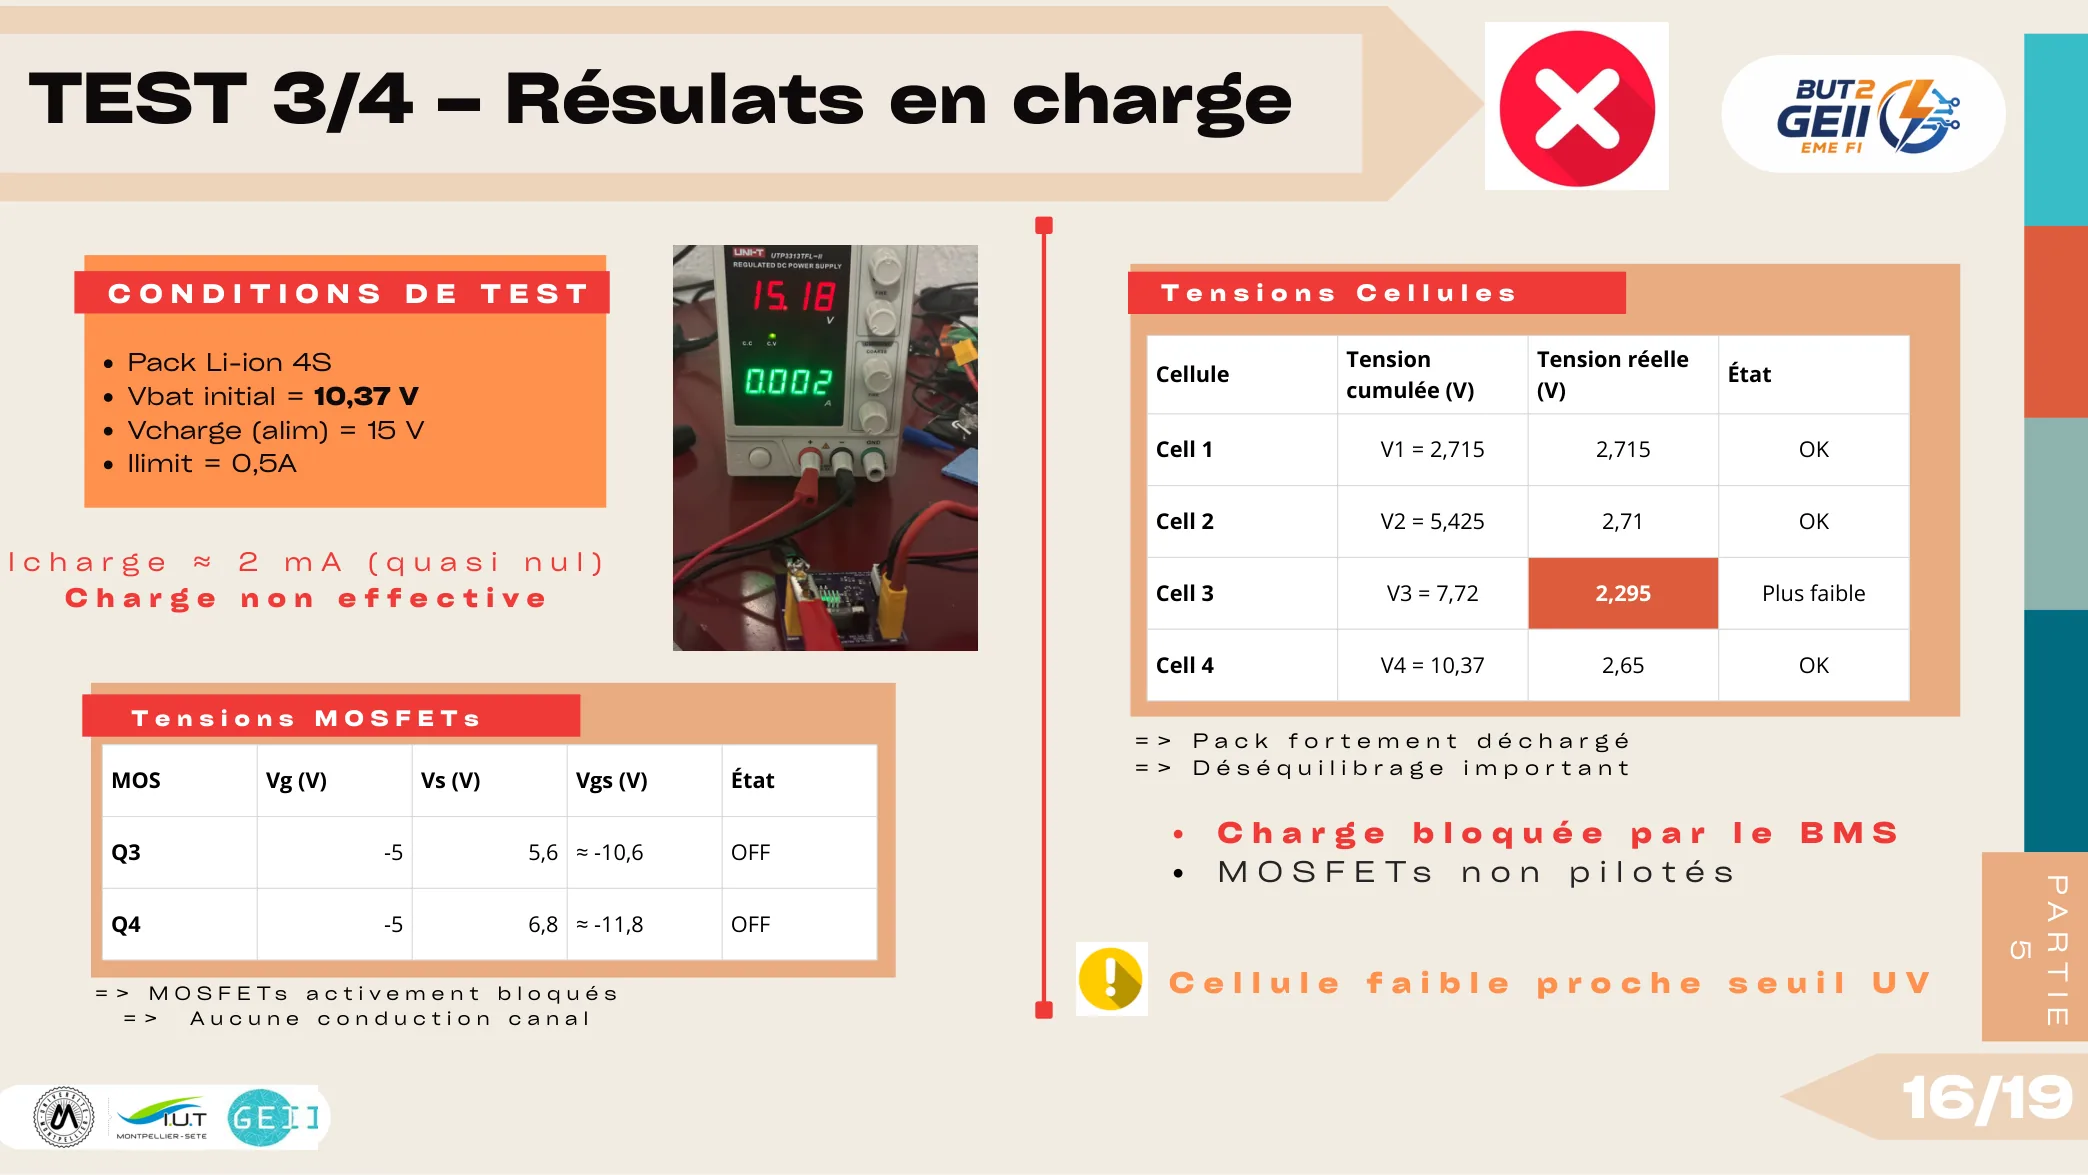 TEST 3/4 – Résulats en charge
BUT2
GEII
EME FI
CONDITIONS DE TEST
• Pack Li-ion 4S
• Vbat initial = 10,37 V
• Vcharge (alim) = 15 V
• Ilimit = 0,5A
Icharge ≈ 2 mA (quasi nul)
Charge non effective
UNI-T UTP3313TFL-II
REGULATED DC POWER SUPPLY
15.18
V
C.C C.V
0.002
A
Tensions MOSFETs
MOS Vg (V) Vs (V) Vgs (V) État
Q3 -5 5,6 ≈ -10,6 OFF
Q4 -5 6,8 ≈ -11,8 OFF
=> MOSFETs activement bloqués
=> Aucune conduction canal
Tensions Cellules
Cellule Tension cumulée (V) Tension réelle (V) État
Cell 1 V1 = 2,715 2,715 OK
Cell 2 V2 = 5,425 2,71 OK
Cell 3 V3 = 7,72 2,295 Plus faible
Cell 4 V4 = 10,37 2,65 OK
=> Pack fortement déchargé
=> Déséquilibrage important
• Charge bloquée par le BMS
• MOSFETs non pilotés
Cellule faible proche seuil UV
PARTIE
5
UNIVERSITÉ MONTPELLIER
I.U.T
MONTPELLIER-SETE
GEII
16/19